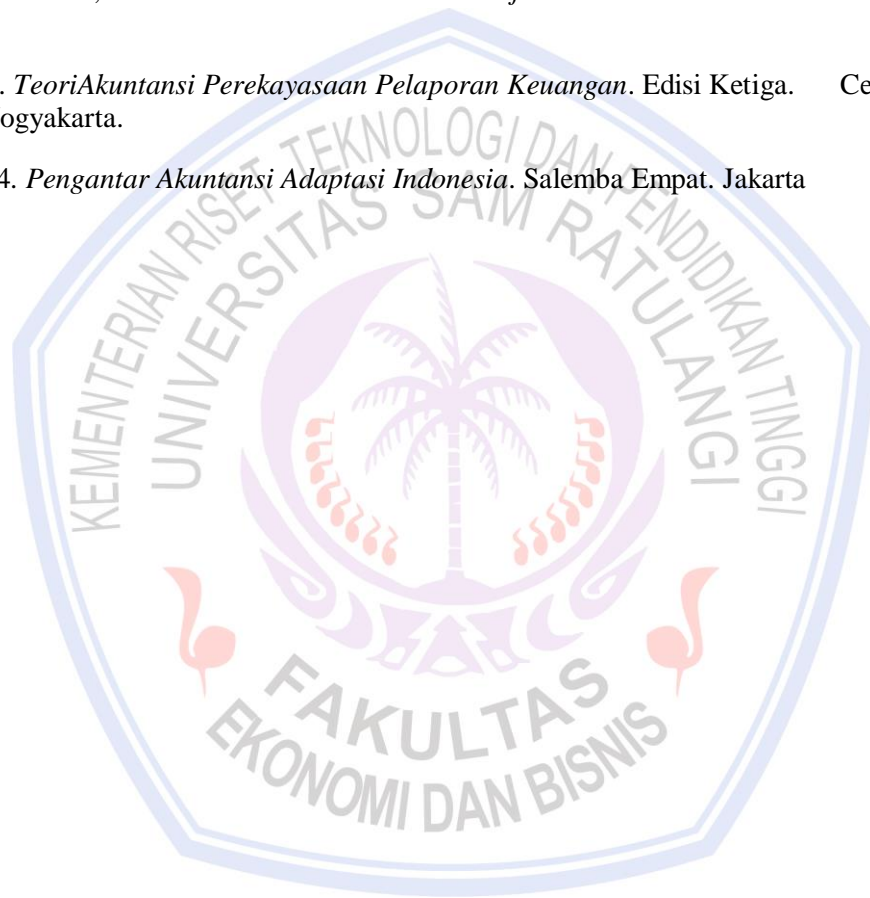 . TeoriAkuntansi Perekayasaan Pelaporan Keuangan. Edisi Ketiga. Ce
ogyakarta.
4. Pengantar Akuntansi Adaptasi Indonesia. Salemba Empat. Jakarta
KEMENTERIAN RISET TEKNOLOGI DAN PENDIDIKAN TINGGI
UNIVERSITAS SAM RATULANGI
FAKULTAS
EKONOMI DAN BISNIS